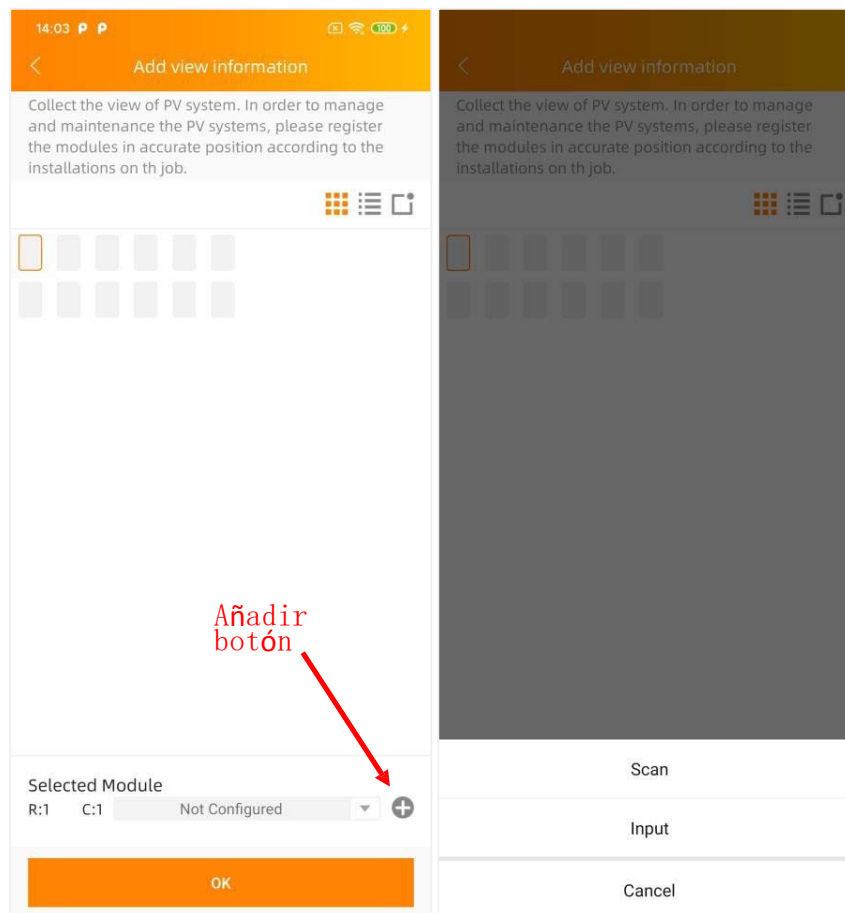 14:03 P P
100
Add view information
Collect the view of PV system. In order to manage
and maintenance the PV systems, please register
the modules in accurate position according to the
installations on th job.
Añadir
botón
Selected Module
R:1 C:1 Not Configured
OK
Add view information
Collect the view of PV system. In order to manage
and maintenance the PV systems, please register
the modules in accurate position according to the
installations on th job.
Scan
Input
Cancel